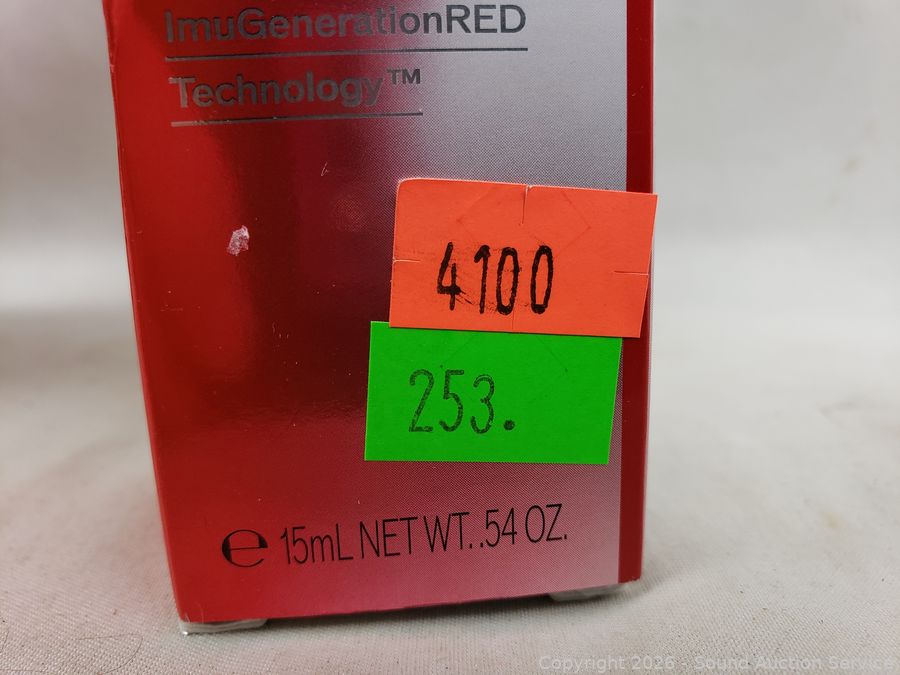 ImuGenerationRED
Technology™
4100
253.
℮ 15mL NET WT. .54 OZ.
Copyright 2026 - Sound Auction Service